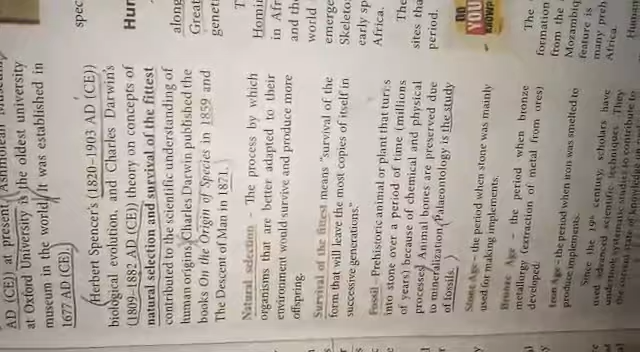 spec
AD (CE)) at present Ashmolean Museum
at Oxford University is the oldest university
museum in the world. It was established in
1677 AD (CE)
Herbert Spencer's (1820–1903 AD (CE))
biological evolution, and Charles Darwin's
(1809–1882 AD (CE)) theory on concepts of
natural selection and survival of the fittest
contributed to the scientific understanding of
human origins. Charles Darwin published the
books On the Origin of Species in 1859 and
The Descent of Man in 1871.
Natural selection – The process by which
organisms that are better adapted to their
environment would survive and produce more
offspring.
Survival of the fittest means "survival of the
form that will leave the most copies of itself in
successive generations".
Fossil – Prehistoric animal or plant that turns
into stone over a period of time (millions
of years) because of chemical and physical
processes. Animal bones are preserved due
to mineralization. Palaeontology is the study
of fossils.
Stone Age – the period when stone was mainly
used for making implements.
Bronze Age – the period when bronze
metallurgy (extraction of metal from ores)
developed.
Iron Age – the period when iron was smelted to
produce implements.
Since the 19th century, scholars have
used advanced scientific techniques. They
Hum
along
Great
genetic
Homin
in Afri
and the
world
emerge
Skeleto
early sp
Africa.
The
sites tha
period.
DO
YOU
KNOW?
The
formation
from the
Mozambiq
feature is
many preh
Africa.